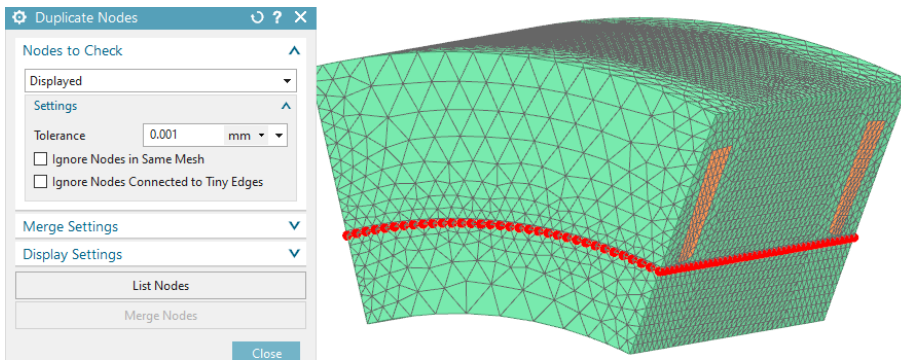 Duplicate Nodes
Nodes to Check
Displayed
Settings
Tolerance 0.001 mm
Ignore Nodes in Same Mesh
Ignore Nodes Connected to Tiny Edges
Merge Settings
Display Settings
List Nodes
Merge Nodes
Close